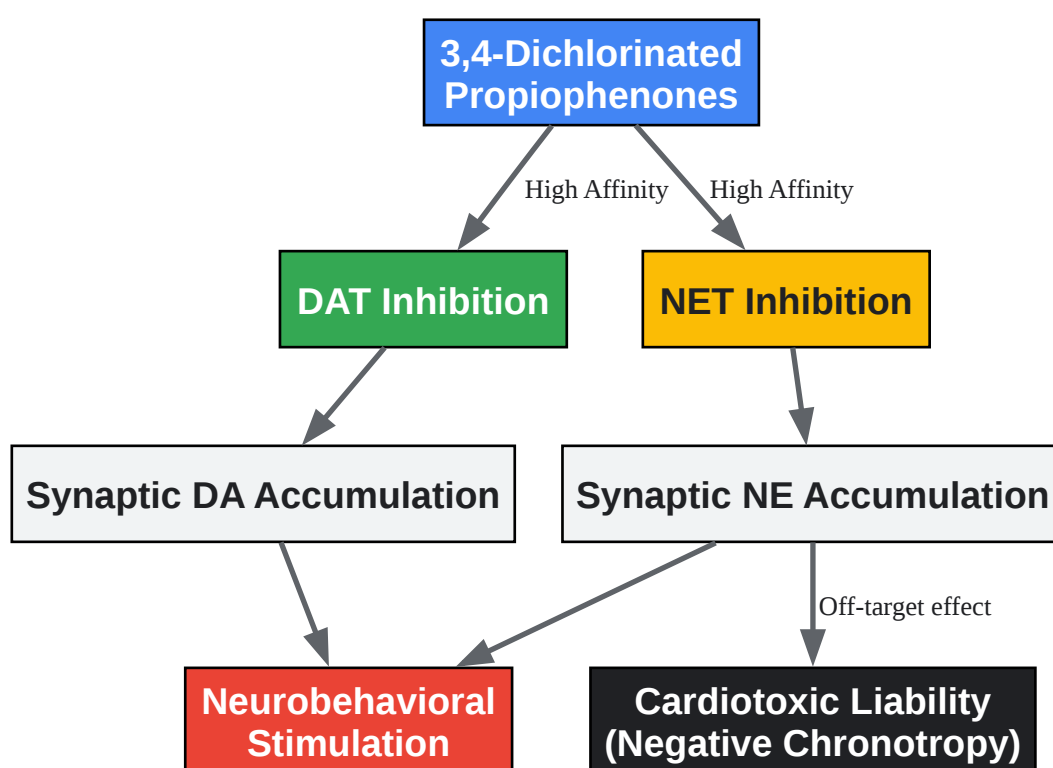 3,4-Dichlorinated
Propiophenones
High Affinity
High Affinity
DAT Inhibition
NET Inhibition
Synaptic DA Accumulation
Synaptic NE Accumulation
Off-target effect
Neurobehavioral
Stimulation
Cardiotoxic Liability
(Negative Chronotropy)